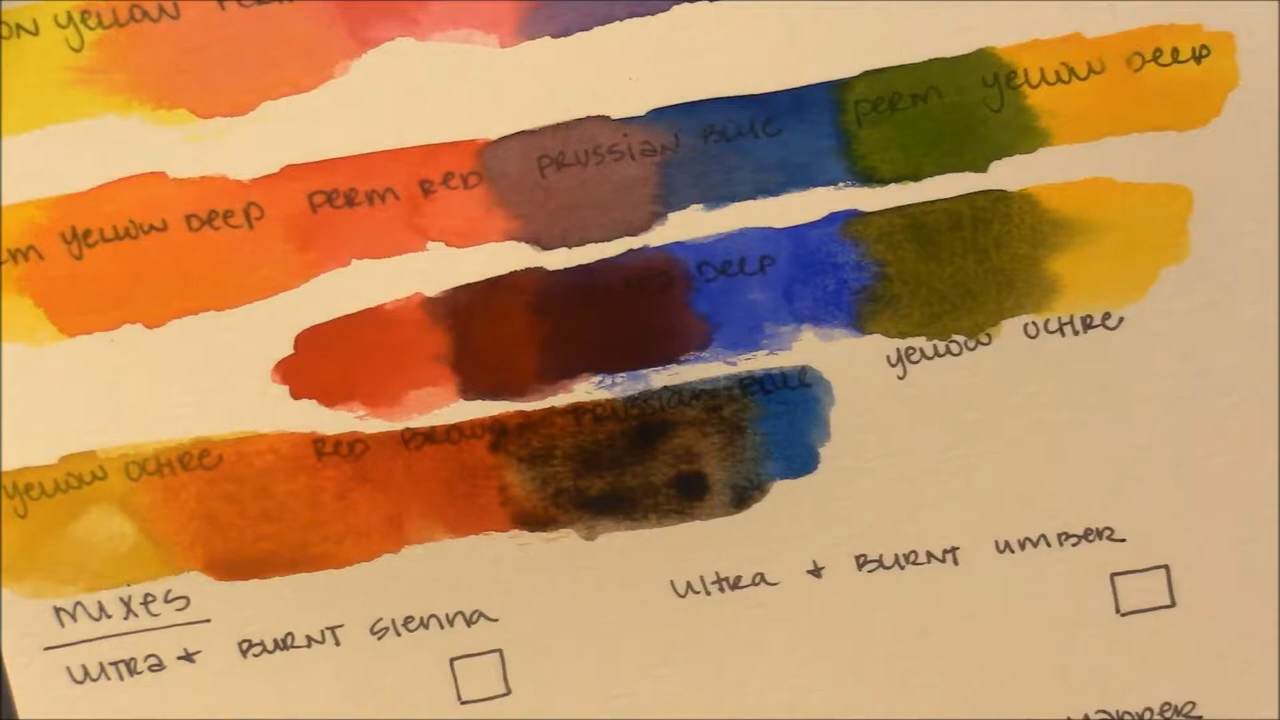 ON YELLOW
PERM YELLOW DEEP
PRUSSIAN BLUE
PERM RED
YELLOW DEEP
DEEP
YELLOW OCHRE
PRUSSIAN BLUE
RED BROWN
YELLOW OCHRE
ULTRA + BURNT UMBER
MIXES
ULTRA + BURNT SIENNA